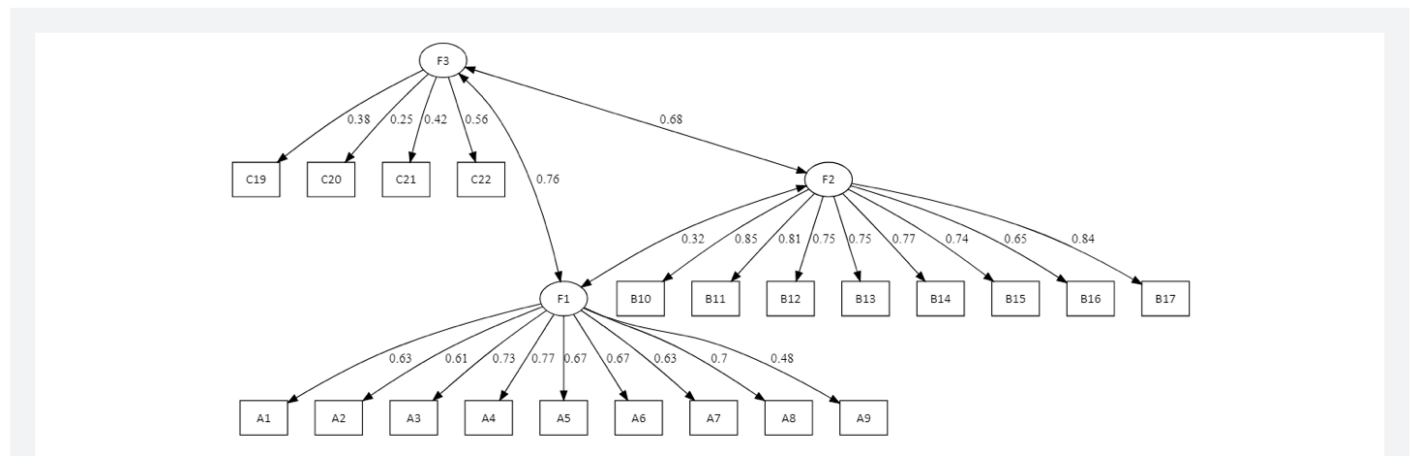 F3
0.38 0.25 0.42 0.56 0.68
C19 C20 C21 C22 0.76 F2
0.32 0.85 0.81 0.75 0.75 0.77 0.74 0.65 0.84
F1 B10 B11 B12 B13 B14 B15 B16 B17
0.63 0.61 0.73 0.77 0.67 0.67 0.63 0.7 0.48
A1 A2 A3 A4 A5 A6 A7 A8 A9